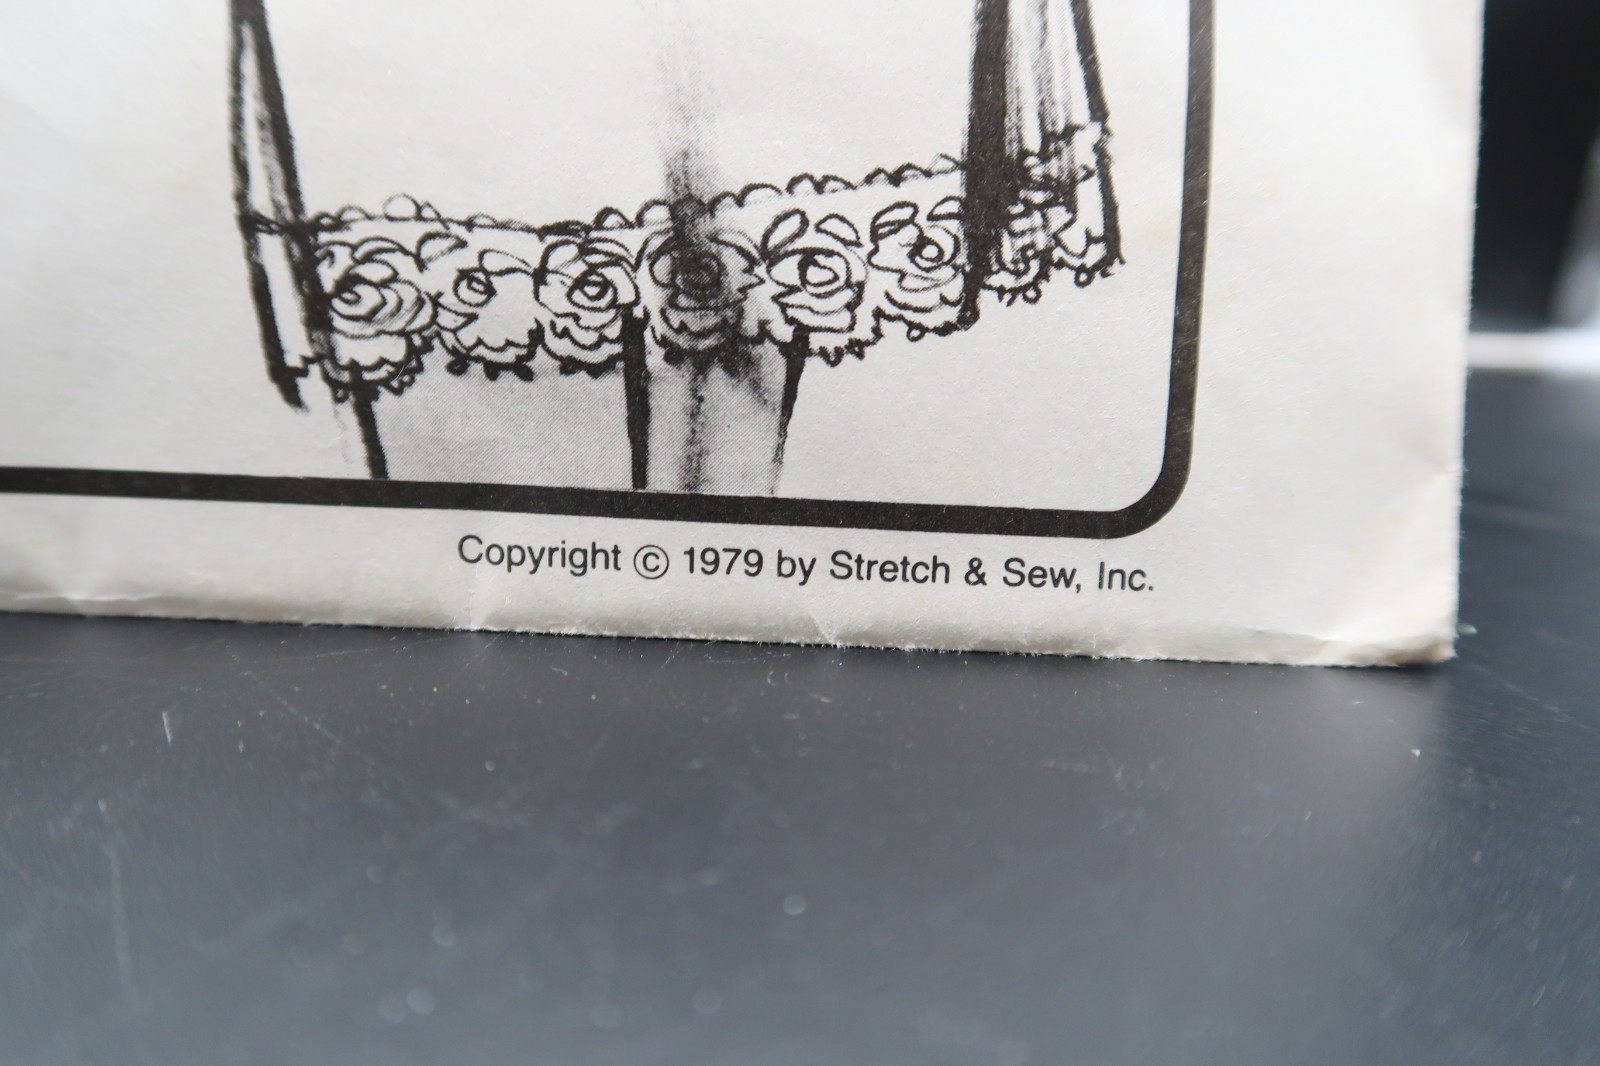 Copyright © 1979 by Stretch & Sew, Inc.